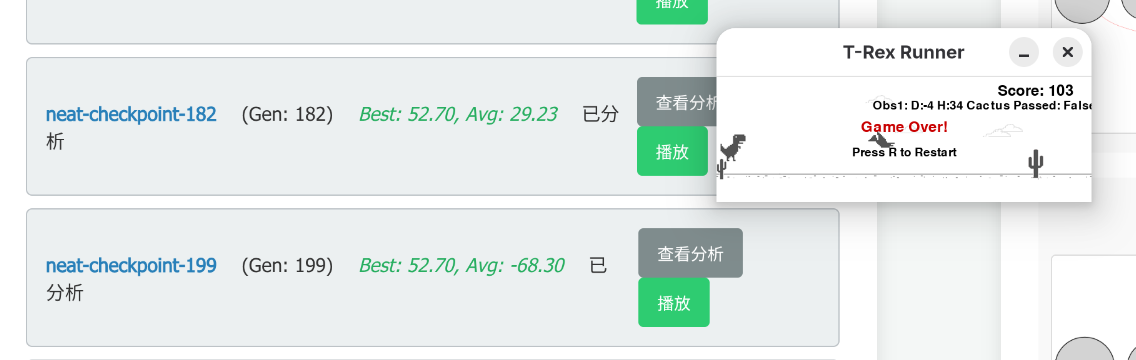 播放
neat-checkpoint-182 (Gen: 182) Best: 52.70, Avg: 29.23 已分
析
查看分析
播放
T-Rex Runner
Score: 103
Obs1: D:-4 H:34 Cactus Passed: False
Game Over!
Press R to Restart
neat-checkpoint-199 (Gen: 199) Best: 52.70, Avg: -68.30 已
分析
查看分析
播放